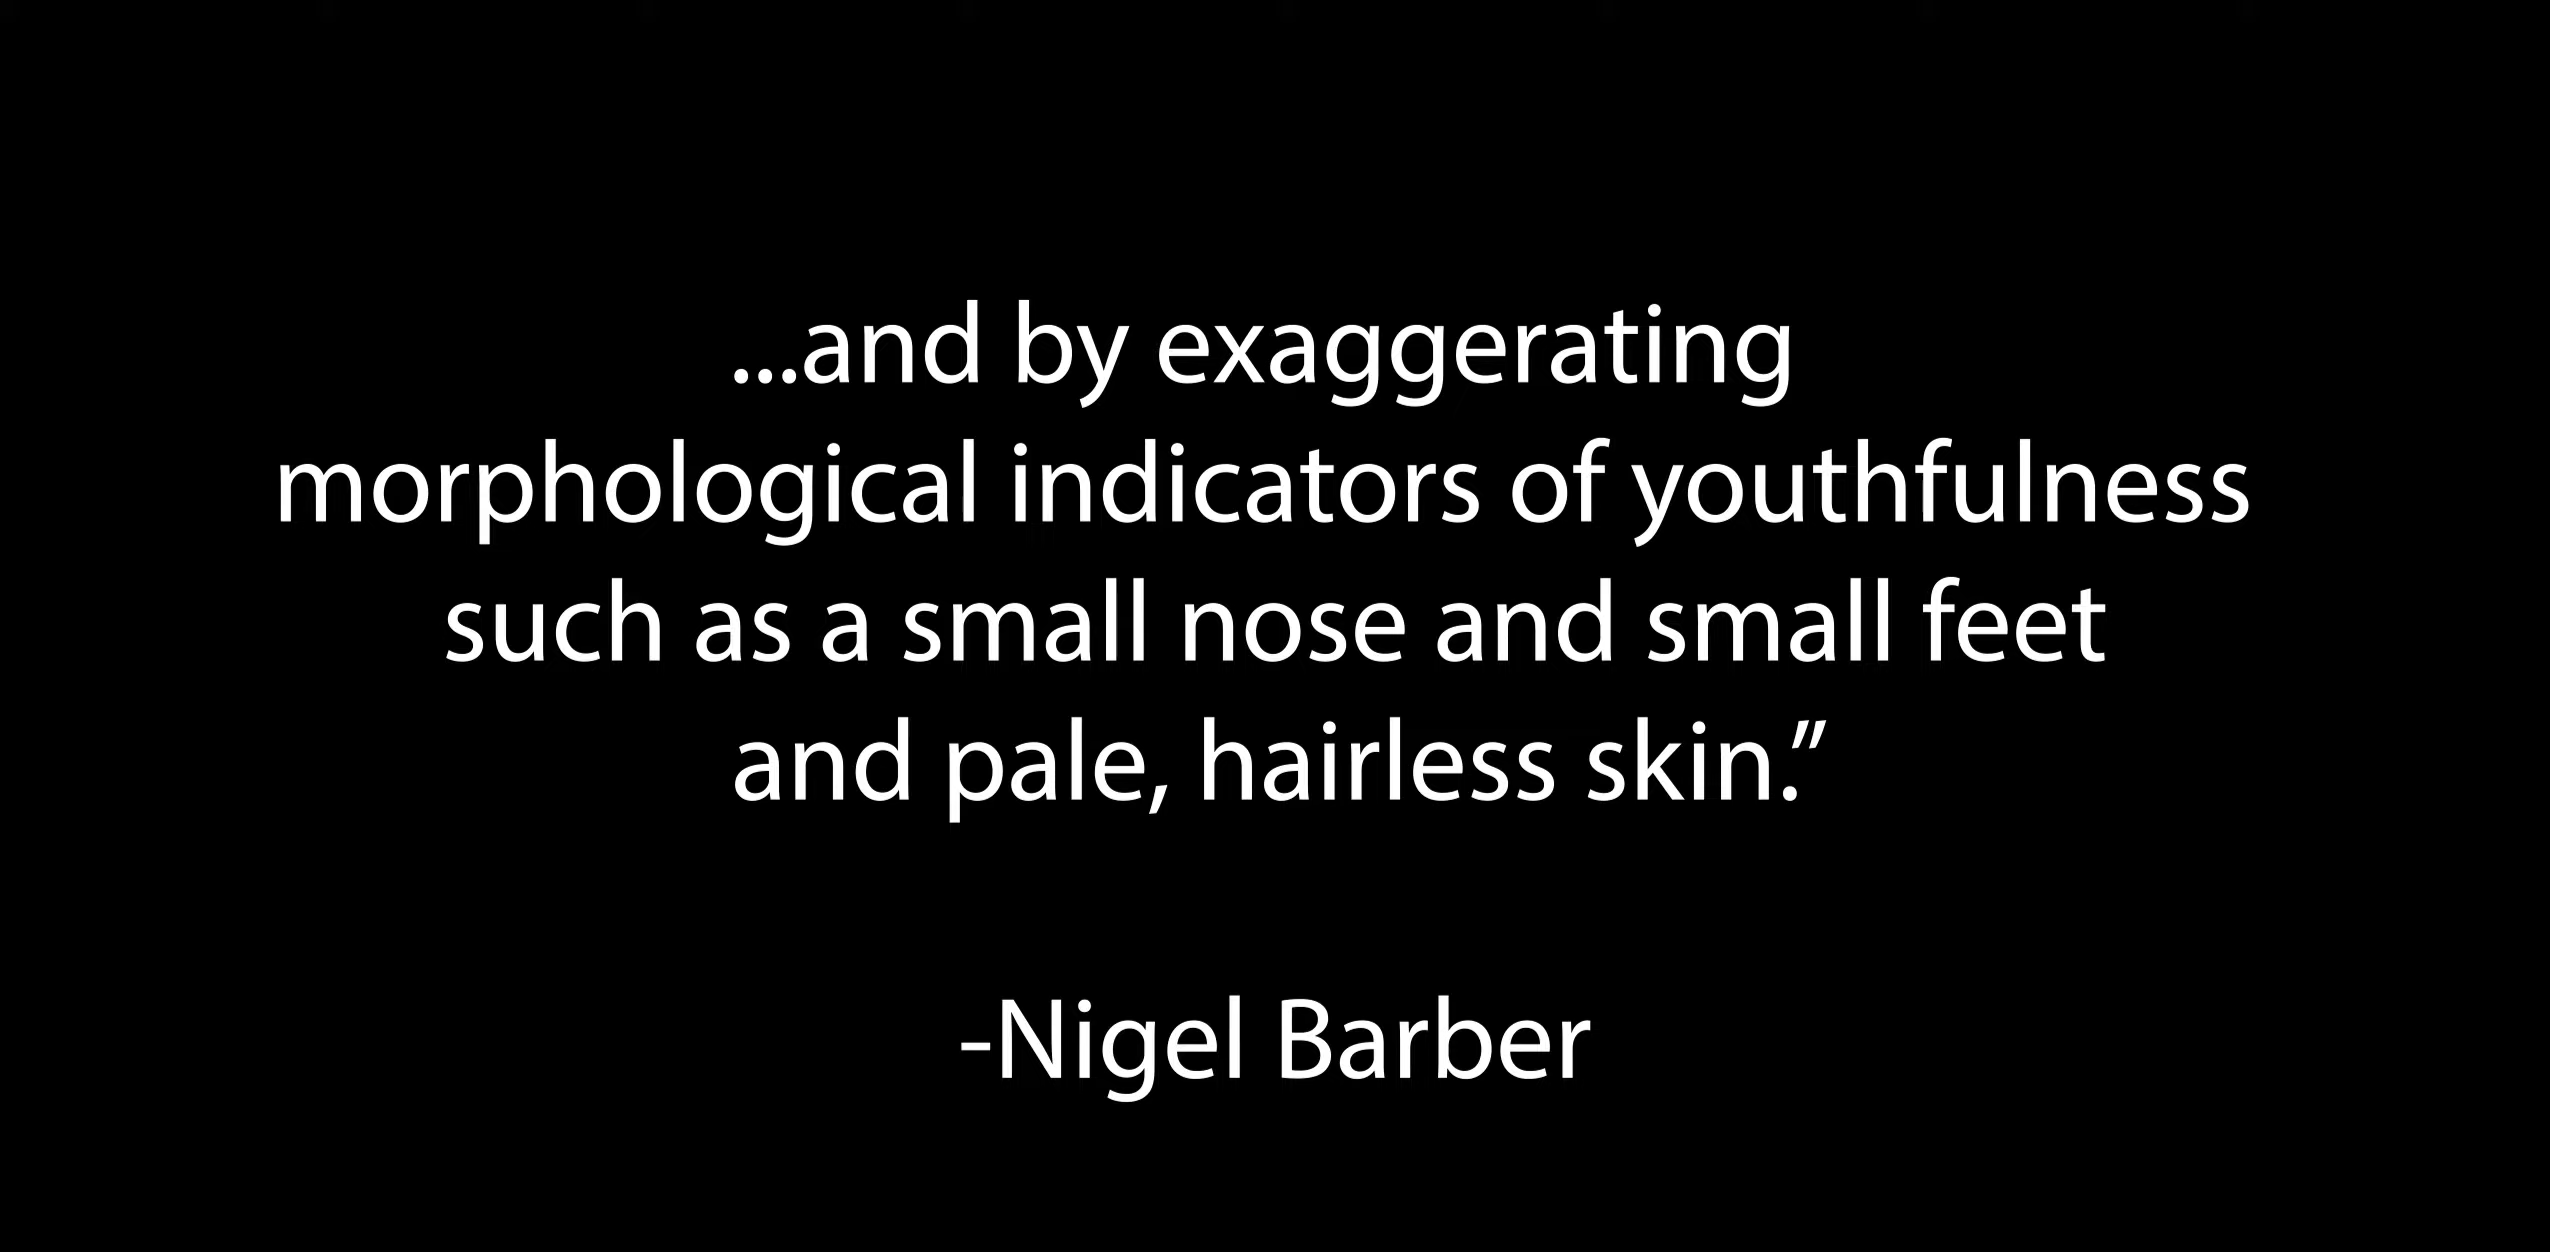 ...and by exaggerating
morphological indicators of youthfulness
such as a small nose and small feet
and pale, hairless skin.”
-Nigel Barber